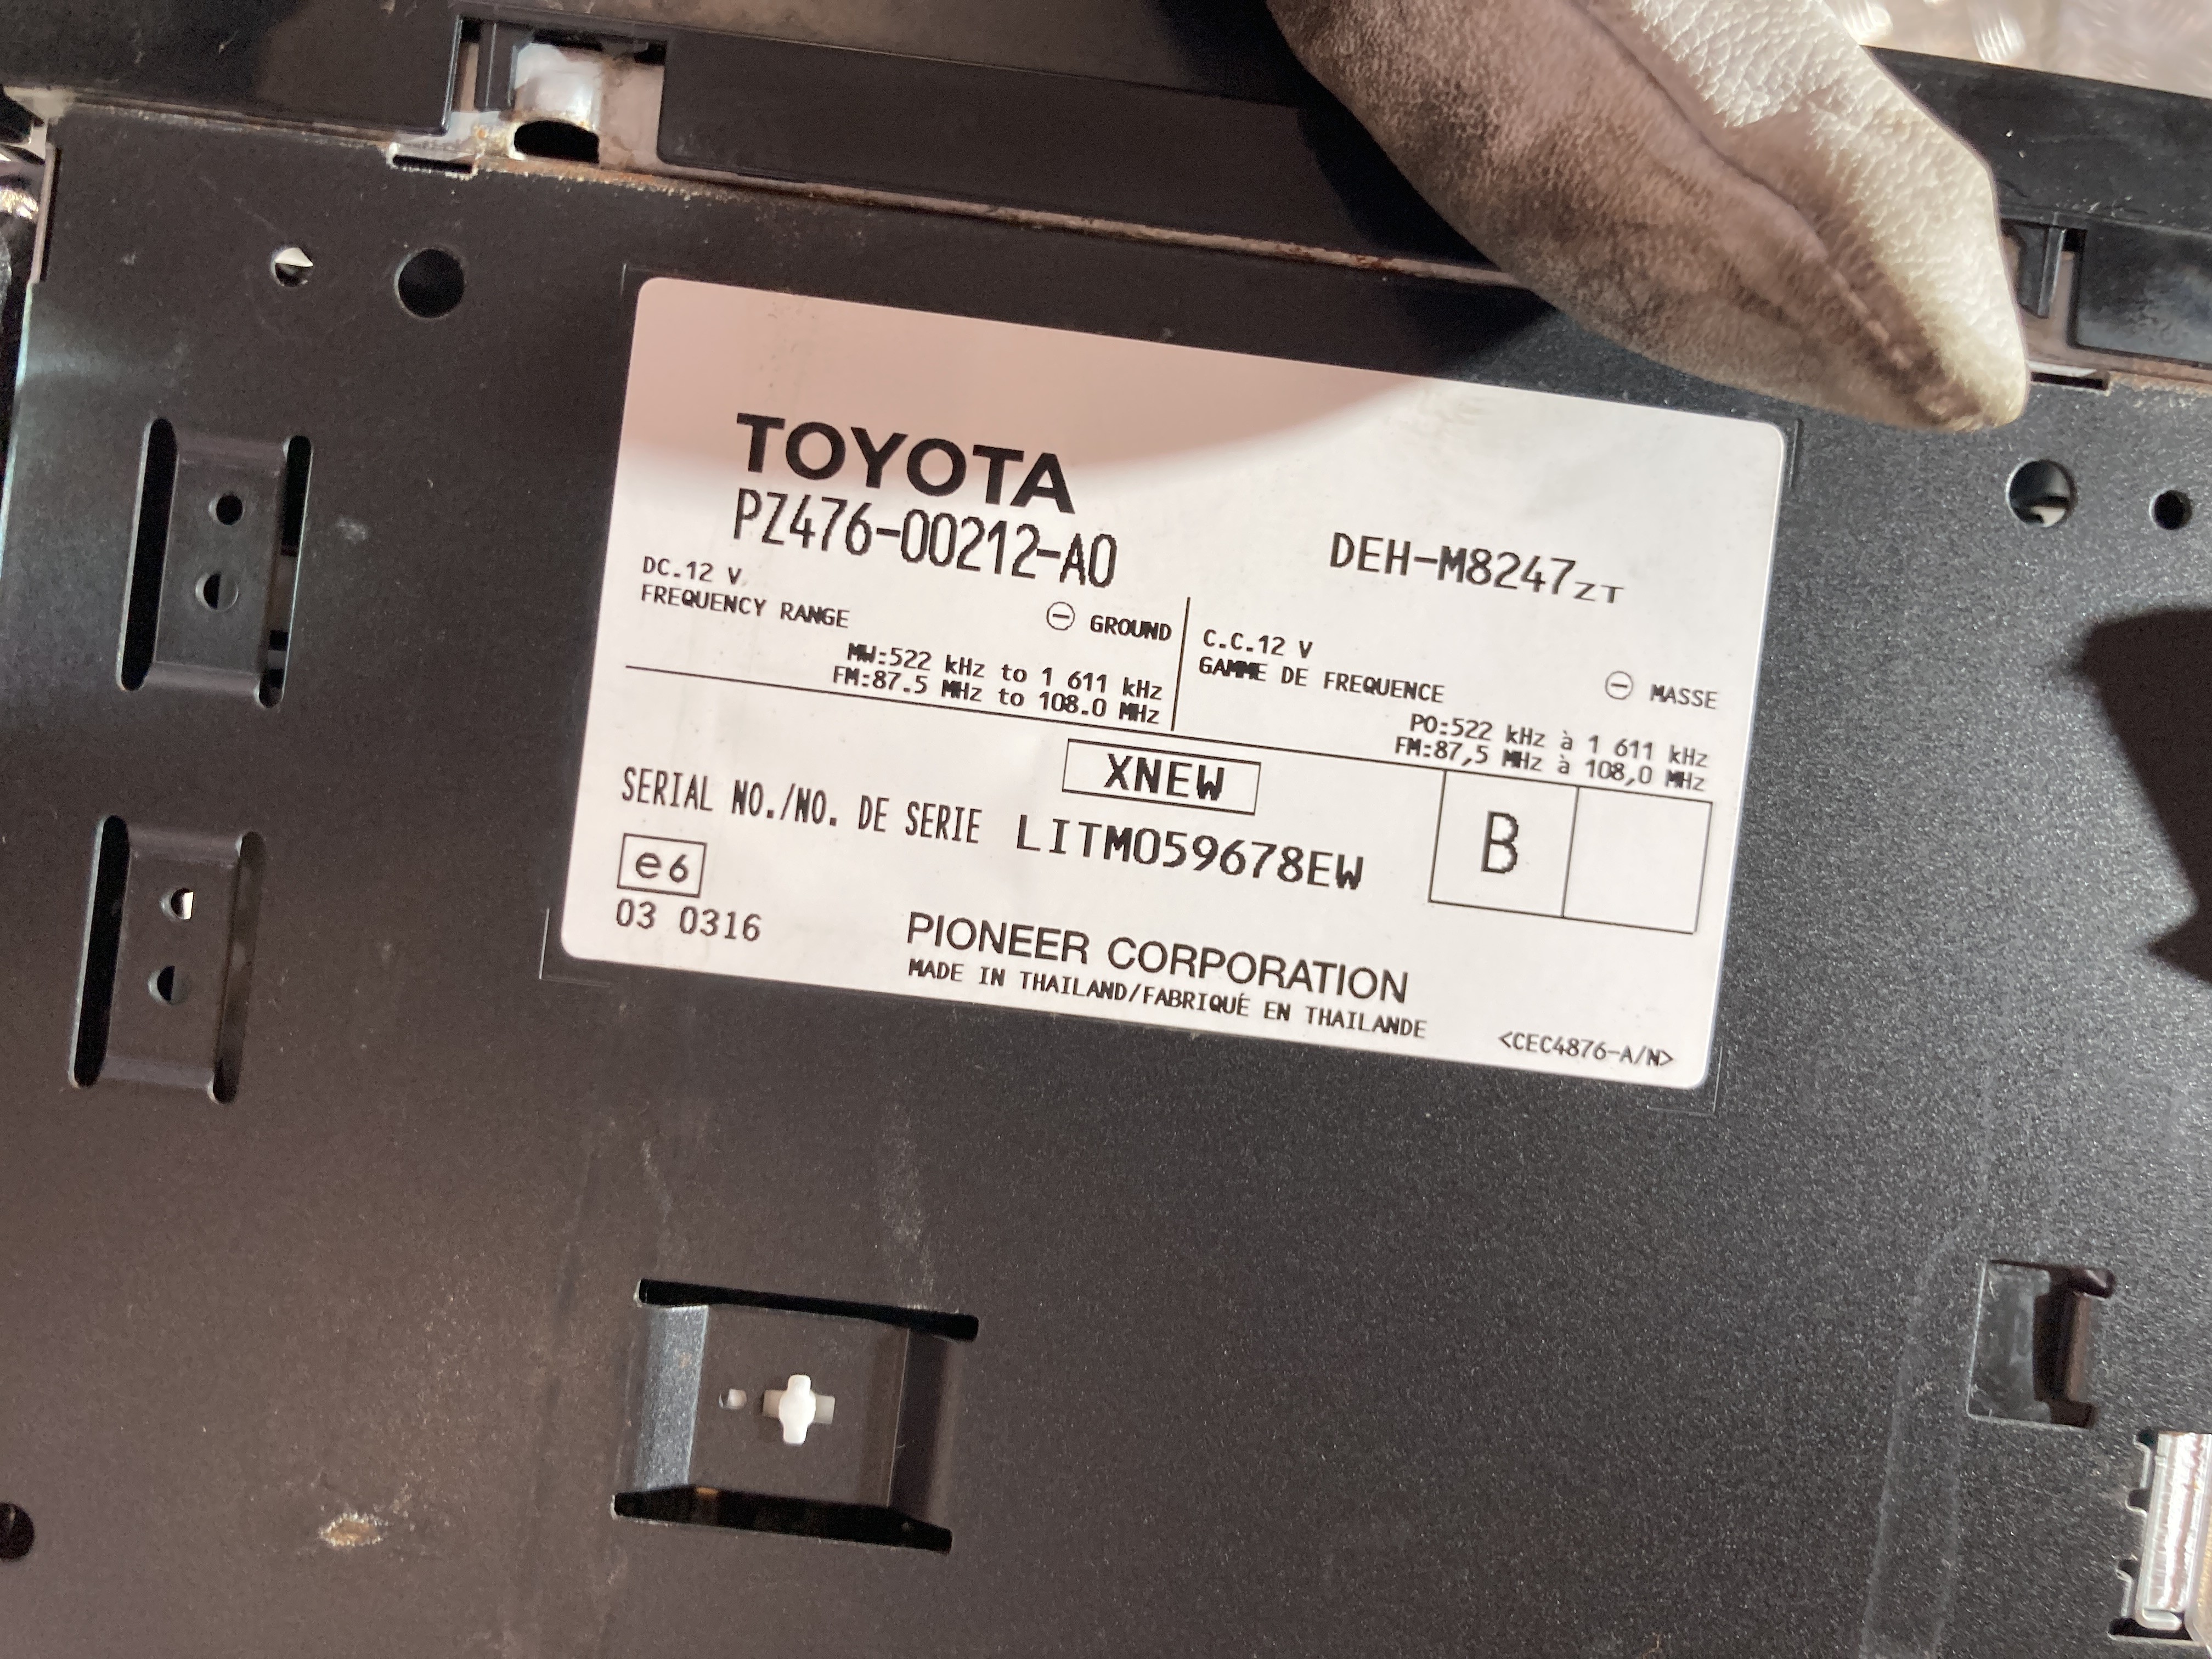 TOYOTA
PZ476-00212-A0
DEH-M8247ZT
DC.12 V
⊖ GROUND
FREQUENCY RANGE
MW:522 kHz to 1 611 kHz
FM:87.5 MHz to 108.0 MHz
C.C.12 V
⊖ MASSE
GAMME DE FREQUENCE
PO:522 kHz à 1 611 kHz
FM:87,5 MHz à 108,0 MHz
XNEW
SERIAL NO./NO. DE SERIE LITM059678EW
B
e6
03 0316
PIONEER CORPORATION
MADE IN THAILAND/FABRIQUÉ EN THAILANDE
<CEC4876-A/N>